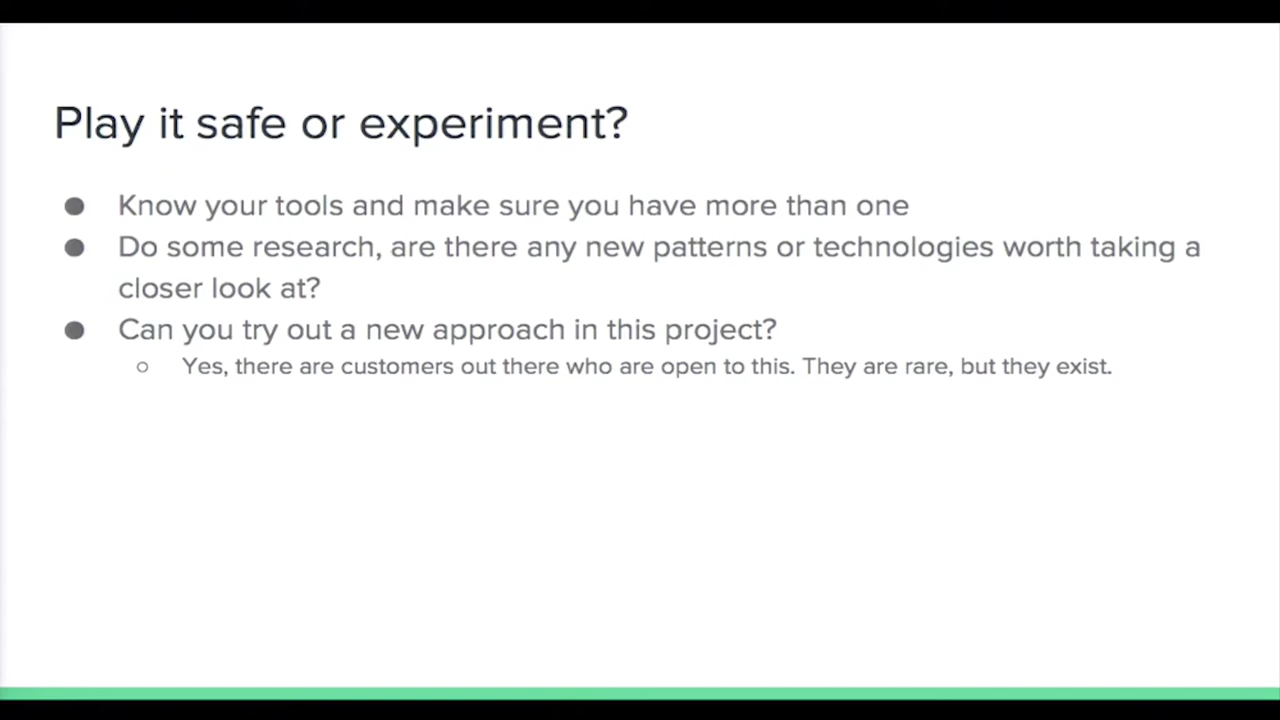 Play it safe or experiment?
● Know your tools and make sure you have more than one
● Do some research, are there any new patterns or technologies worth taking a
closer look at?
● Can you try out a new approach in this project?
○ Yes, there are customers out there who are open to this. They are rare, but they exist.